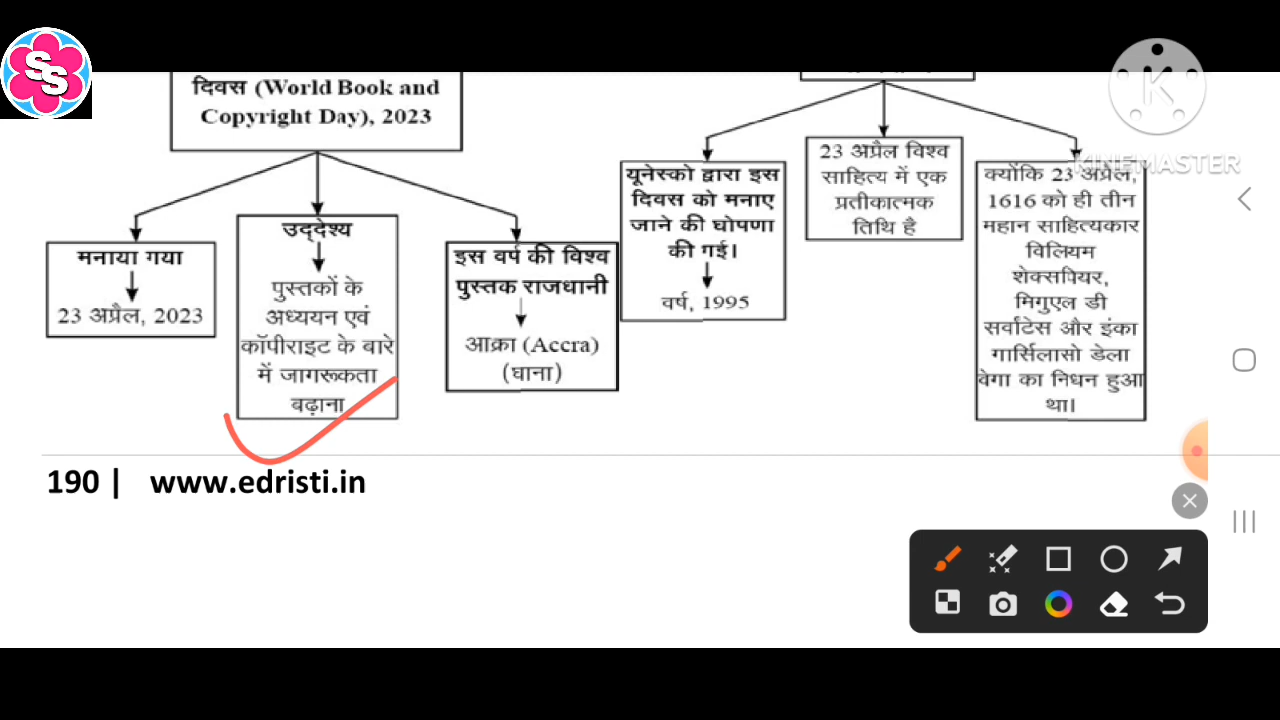 SS
दिवस (World Book and
Copyright Day), 2023
मनाया गया
23 अप्रैल, 2023
उद्देश्य
पुस्तकों के
अध्ययन एवं
कॉपीराइट के बारे
में जागरूकता
बढ़ाना
इस वर्ष की विश्व
पुस्तक राजधानी
आक्रा (Accra)
(घाना)
यूनेस्को द्वारा इस
दिवस को मनाए
जाने की घोषणा
की गई।
वर्ष, 1995
23 अप्रैल विश्व
साहित्य में एक
प्रतीकात्मक
तिथि है
क्योंकि 23 अप्रैल,
1616 को ही तीन
महान साहित्यकार
विलियम
शेक्सपियर,
मिगुएल डी
सर्वांटेस और इंका
गार्सिलासो डेला
वेगा का निधन हुआ
था।
K
KINEMASTER
190 | www.edristi.in